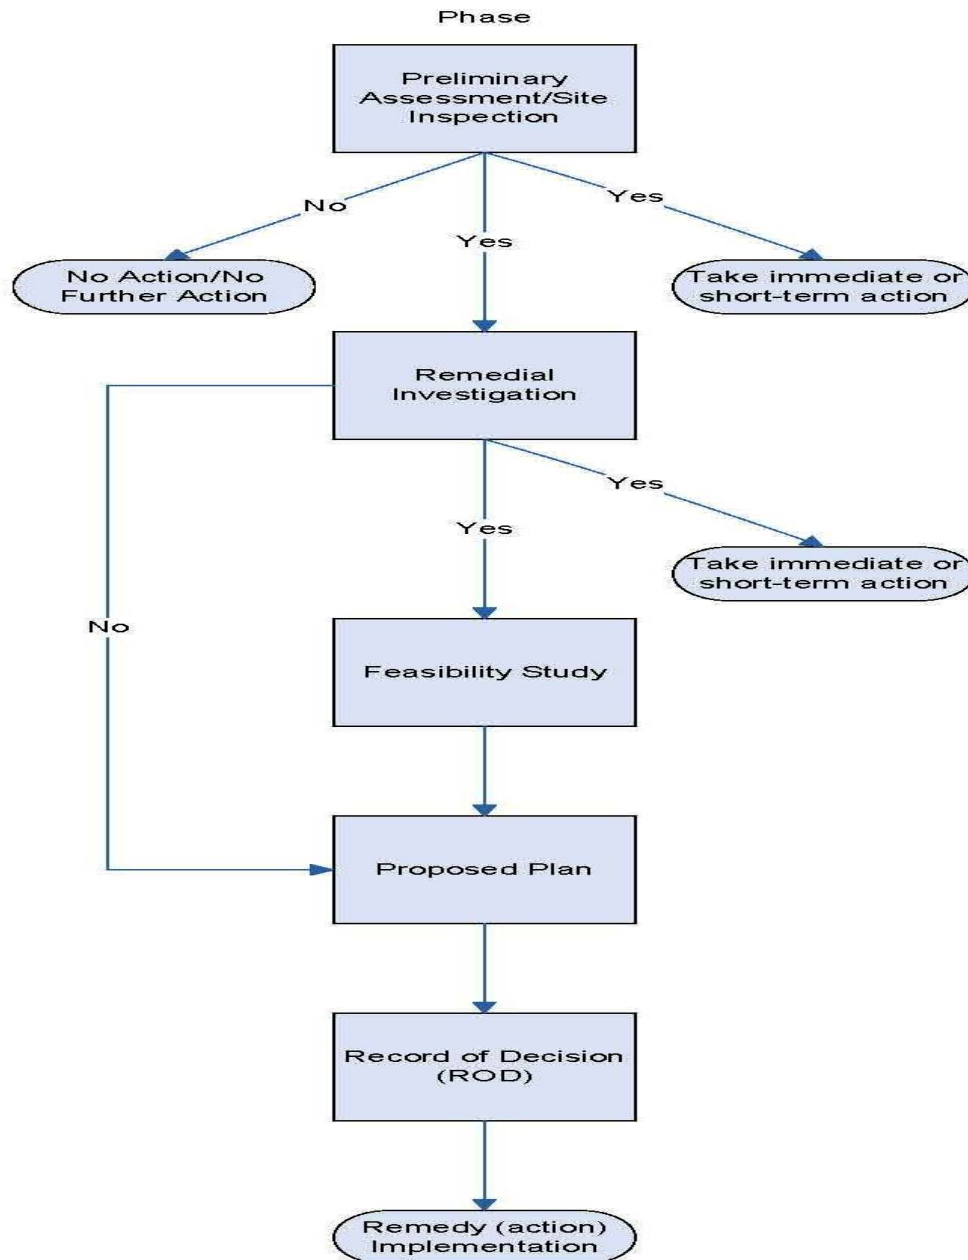 Phase
Preliminary
Assessment/Site
Inspection
No
Yes
Yes
No Action/No
Further Action
Take immediate or
short-term action
Remedial
Investigation
Yes
Yes
Take immediate or
short-term action
No
Feasibility Study
Proposed Plan
Record of Decision
(ROD)
Remedy (action)
Implementation